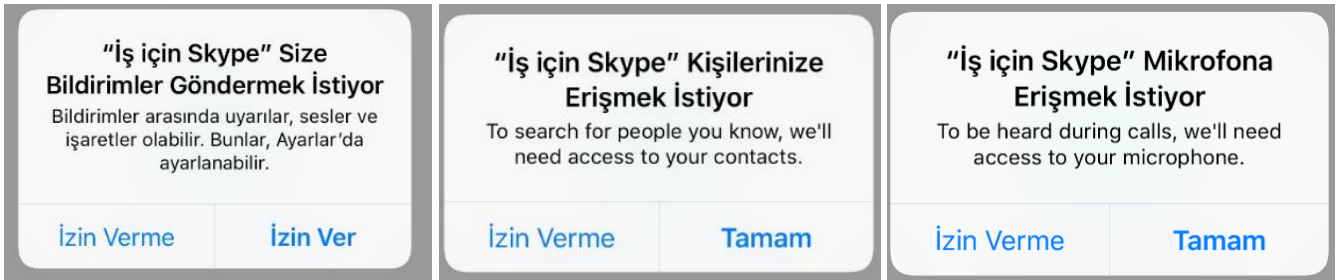 “İş için Skype” Size
Bildirimler Göndermek İstiyor
Bildirimler arasında uyarılar, sesler ve
işaretler olabilir. Bunlar, Ayarlar’da
ayarlanabilir.
İzin Verme
İzin Ver
“İş için Skype” Kişilerinize
Erişmek İstiyor
To search for people you know, we'll
need access to your contacts.
İzin Verme
Tamam
“İş için Skype” Mikrofona
Erişmek İstiyor
To be heard during calls, we'll need
access to your microphone.
İzin Verme
Tamam